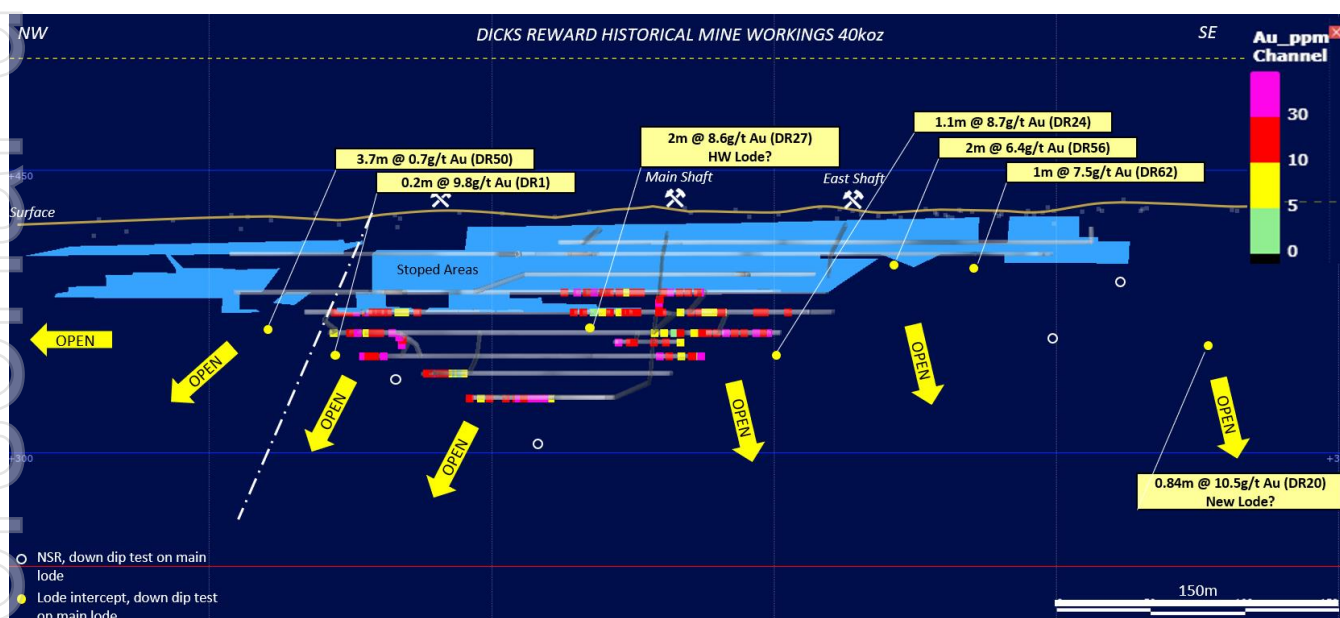 NW
DICKS REWARD HISTORICAL MINE WORKINGS 40koz
SE
Au_ppm
Channel
30
10
5
0
1.1m @ 8.7g/t Au (DR24)
2m @ 8.6g/t Au (DR27)
HW Lode?
2m @ 6.4g/t Au (DR56)
3.7m @ 0.7g/t Au (DR50)
1m @ 7.5g/t Au (DR62)
0.2m @ 9.8g/t Au (DR1)
+450
Main Shaft
East Shaft
Surface
Stoped Areas
OPEN
OPEN
OPEN
OPEN
OPEN
OPEN
OPEN
+300
0.84m @ 10.5g/t Au (DR20)
New Lode?
NSR, down dip test on main
lode
Lode intercept, down dip test
on main lode
150m